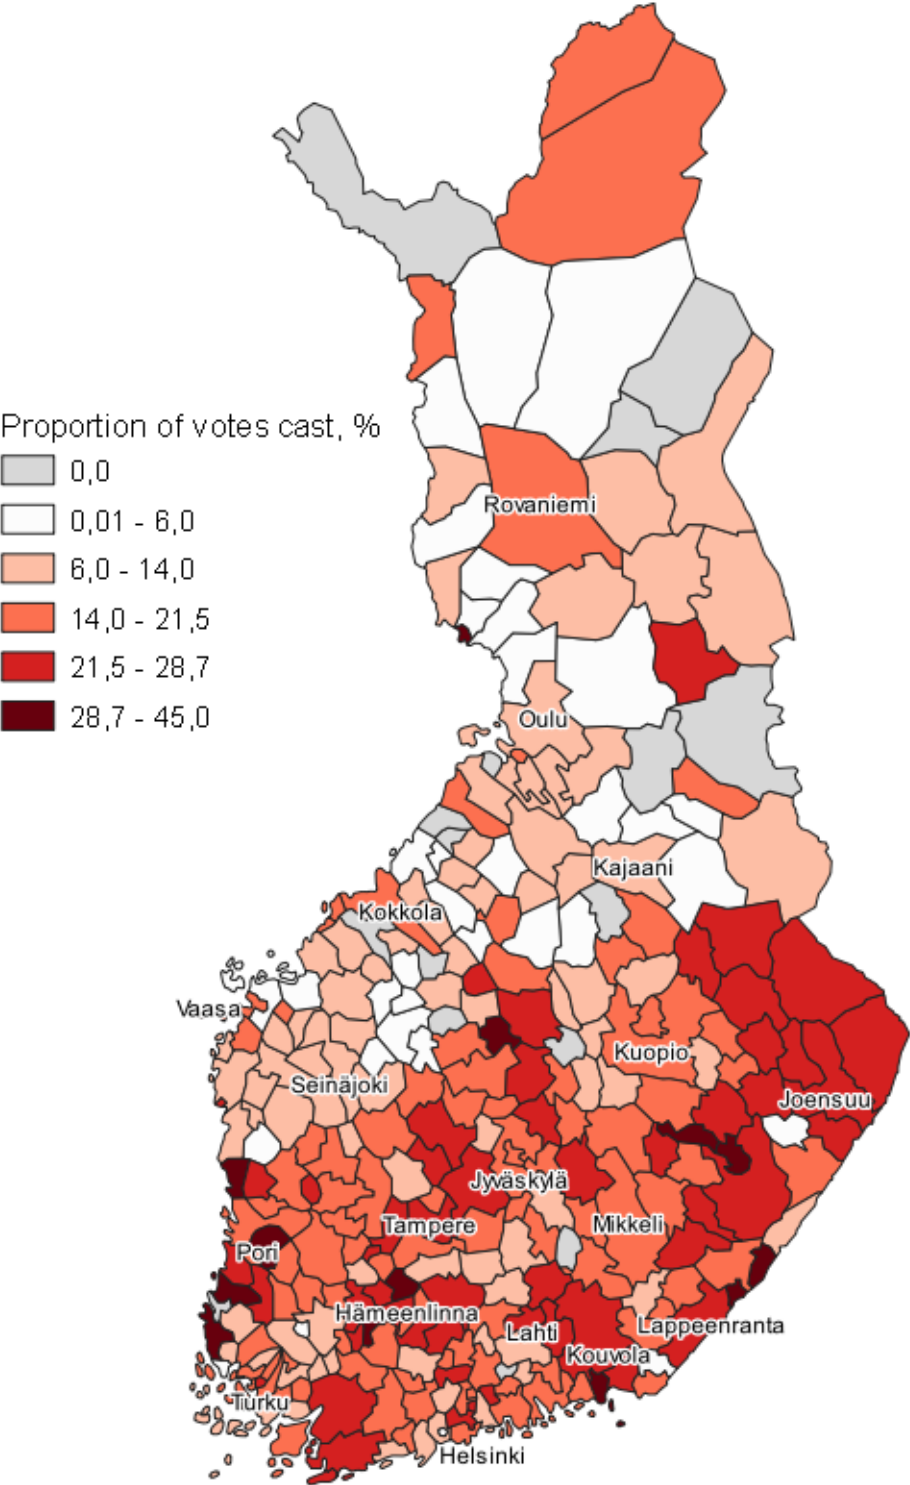 Proportion of votes cast, %
0,0
0,01 - 6,0
6,0 - 14,0
14,0 - 21,5
21,5 - 28,7
28,7 - 45,0
Rovaniemi
Oulu
Kajaani
Kokkola
Vaasa
Kuopio
Seinäjoki
Joensuu
Jyväskylä
Tampere
Mikkeli
Pori
Hämeenlinna
Lahti
Lappeenranta
Kouvola
Turku
Helsinki